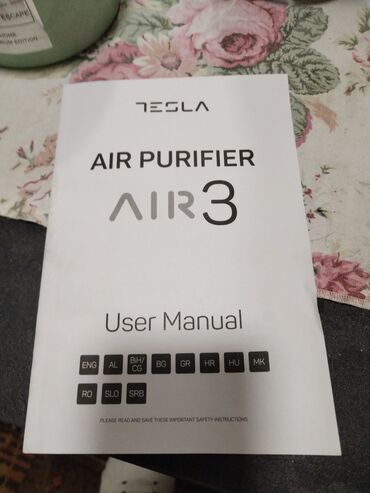 ESCAPE
HOME
TESLA
AIR PURIFIER
AIR3
User Manual
ENG AL BIH/CG BG GR HR HU MK
RO SLO SRB
PLEASE READ AND SAVE THESE IMPORTANT SAFETY INSTRUCTIONS